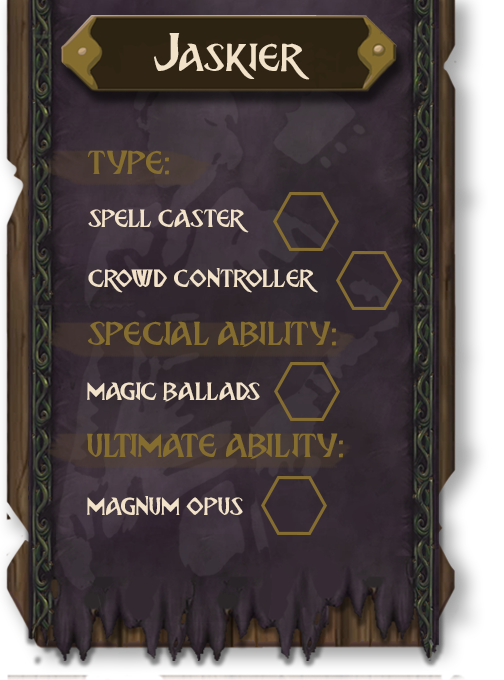 JASKIER
TYPE:
SPELL CASTER
CROWD CONTROLLER
SPECIAL ABILITY:
MAGIC BALLADS
ULTIMATE ABILITY:
MAGNUM OPUS